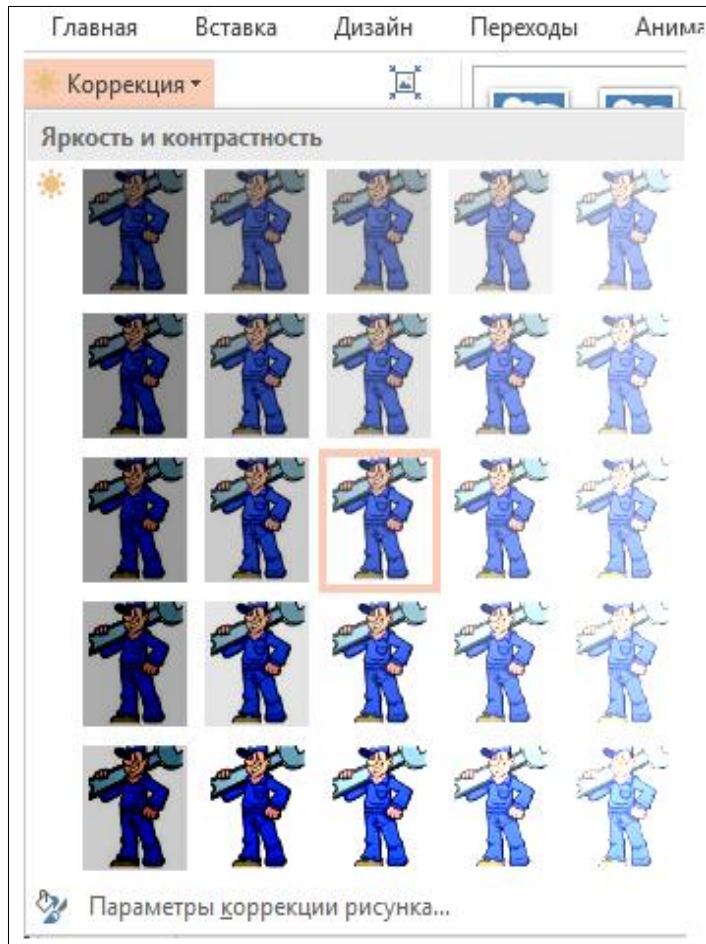 Главная Вставка Дизайн Переходы Анима
Коррекция
Яркость и контрастность
Параметры коррекции рисунка...